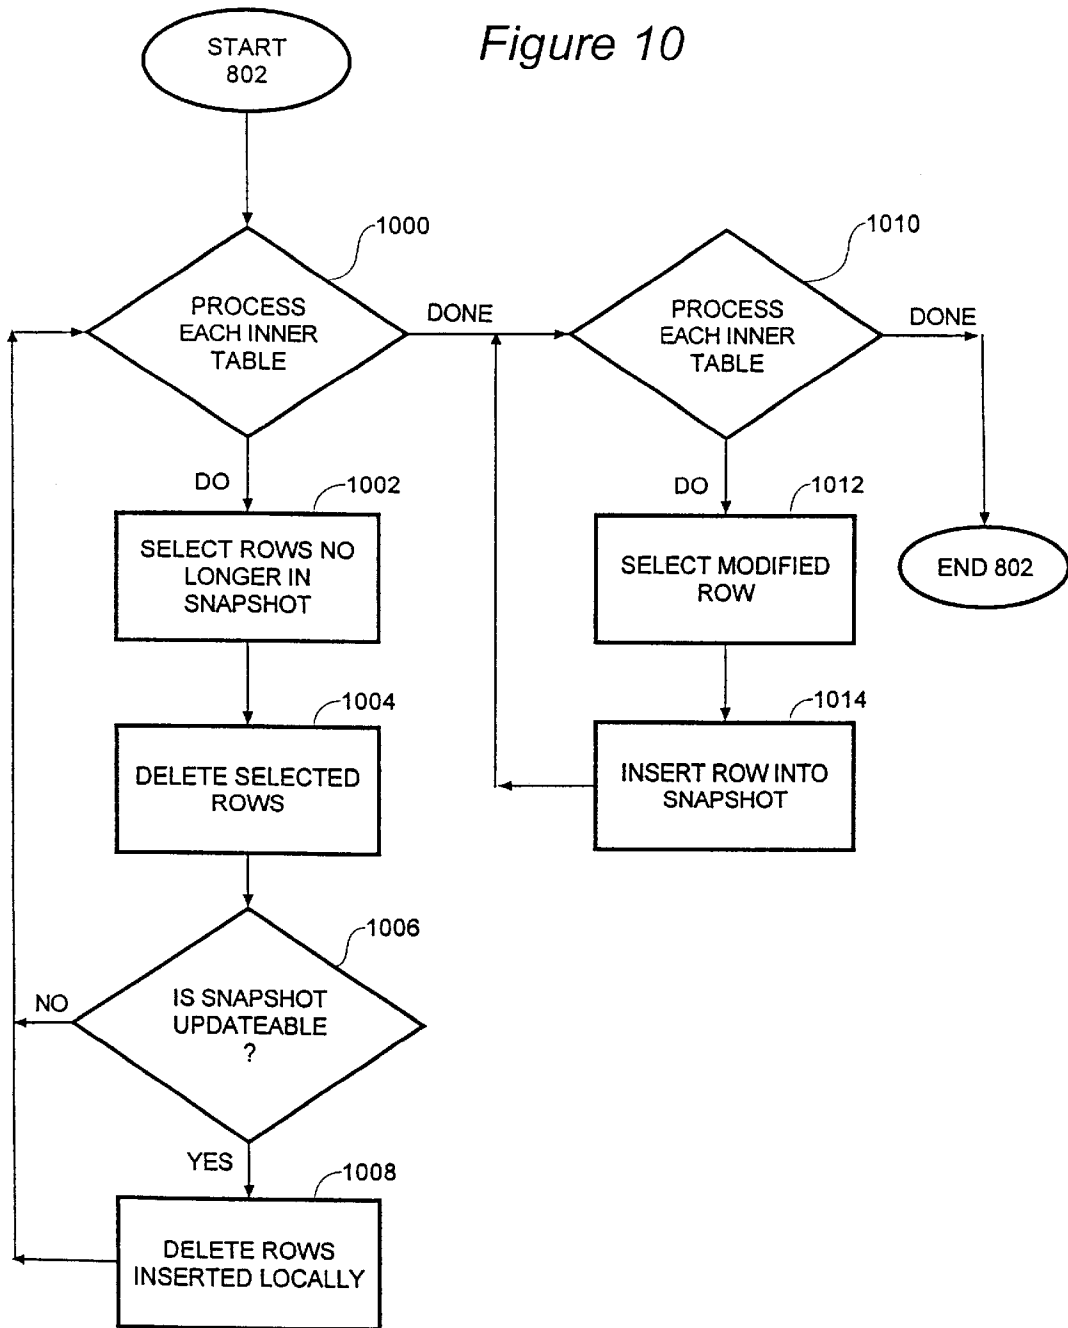 Figure 10
START
802
1000
PROCESS
EACH INNER
TABLE
DONE
1010
PROCESS
EACH INNER
TABLE
DONE
DO
1002
SELECT ROWS NO
LONGER IN
SNAPSHOT
DO
1012
SELECT MODIFIED
ROW
END 802
1004
DELETE SELECTED
ROWS
1014
INSERT ROW INTO
SNAPSHOT
1006
IS SNAPSHOT
UPDATEABLE
?
NO
YES
1008
DELETE ROWS
INSERTED LOCALLY